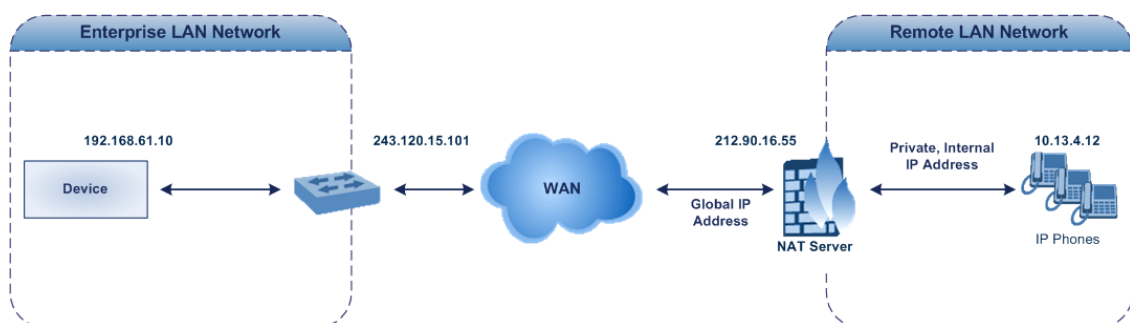 Enterprise LAN Network
Remote LAN Network
192.168.61.10
243.120.15.101
212.90.16.55
Private, Internal
IP Address
10.13.4.12
Device
WAN
Global IP
Address
NAT Server
IP Phones